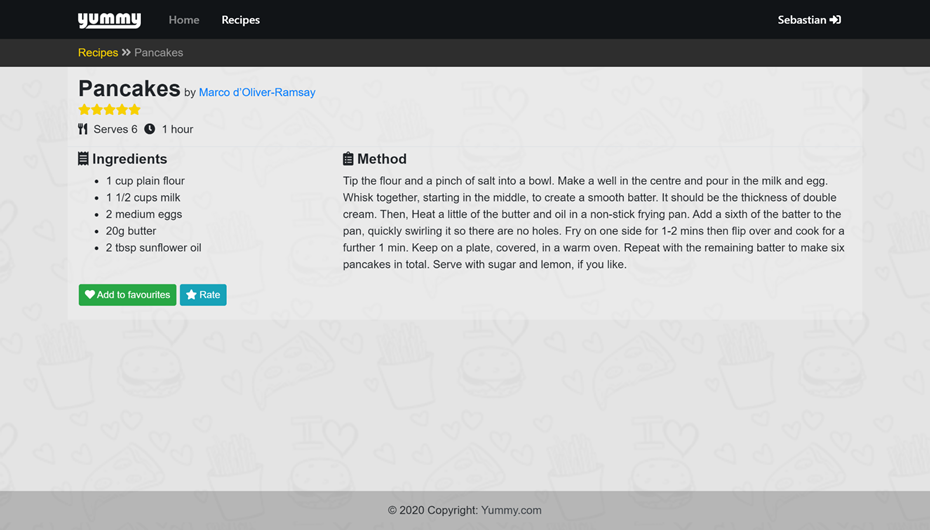 yummy Home Recipes Sebastian
Recipes Pancakes
Pancakes by Marco d'Oliver-Ramsay
Serves 6 1 hour
Ingredients
1 cup plain flour
1 1/2 cups milk
2 medium eggs
20g butter
2 tbsp sunflower oil
Method
Tip the flour and a pinch of salt into a bowl. Make a well in the centre and pour in the milk and egg.
Whisk together, starting in the middle, to create a smooth batter. It should be the thickness of double
cream. Then, Heat a little of the butter and oil in a non-stick frying pan. Add a sixth of the batter to the
pan, quickly swirling it so there are no holes. Fry on one side for 1-2 mins then flip over and cook for a
further 1 min. Keep on a plate, covered, in a warm oven. Repeat with the remaining batter to make six
pancakes in total. Serve with sugar and lemon, if you like.
Add to favourites Rate
© 2020 Copyright: Yummy.com